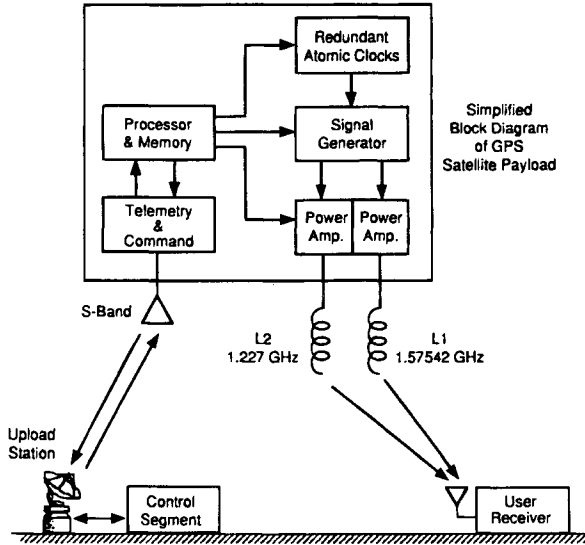 Redundant
Atomic Clocks
Processor
& Memory
Signal
Generator
Simplified
Block Diagram
of GPS
Satellite Payload
Telemetry
&
Command
Power
Amp.
Power
Amp.
S-Band
L2
1.227 GHz
L1
1.57542 GHz
Upload
Station
Control
Segment
User
Receiver